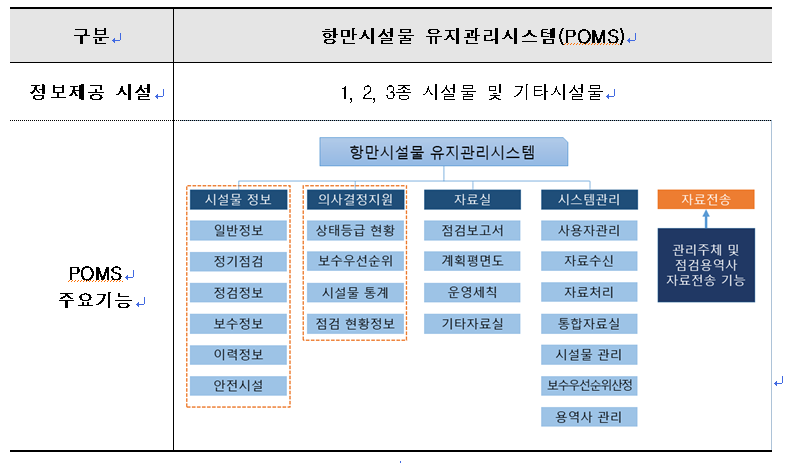 구분
항만시설물 유지관리시스템(POMS)
정보제공 시설
1, 2, 3종 시설물 및 기타시설물
POMS
주요기능
항만시설물 유지관리시스템
시설물 정보
일반정보
정기점검
정검정보
보수정보
이력정보
안전시설
의사결정지원
상태등급 현황
보수우선순위
시설물 통계
점검 현황정보
자료실
점검보고서
계획평면도
운영세칙
기타자료실
시스템관리
사용자관리
자료수신
자료처리
통합자료실
시설물 관리
보수우선순위산정
용역사 관리
자료전송
관리주체 및
점검용역사
자료전송 기능